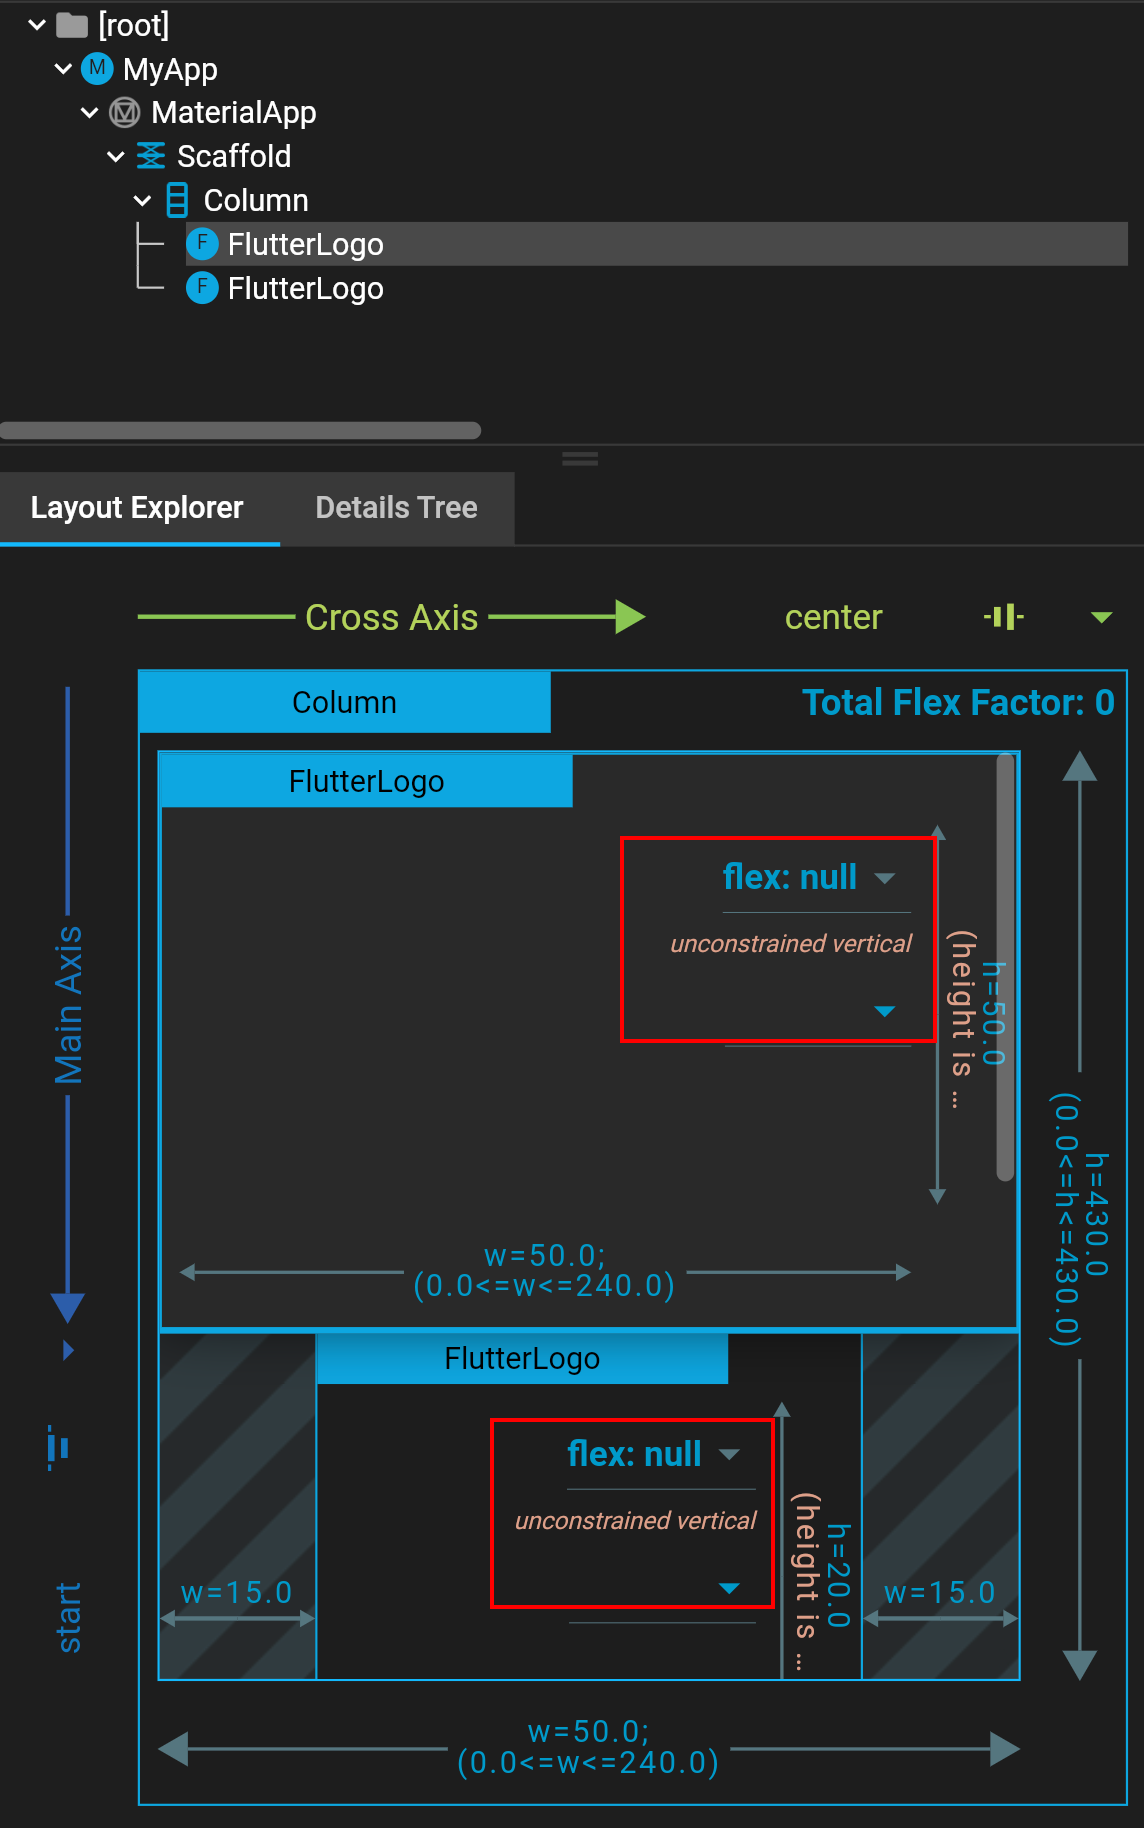 [root]
M MyApp
MaterialApp
Scaffold
Column
F FlutterLogo
F FlutterLogo
Layout Explorer
Details Tree
Cross Axis
center
Column
Total Flex Factor: 0
FlutterLogo
flex: null
unconstrained vertical
h=50.0
(height is ...
w=50.0;
(0.0<=w<=240.0)
Main Axis
h=430.0
(0.0<=h<=430.0)
FlutterLogo
flex: null
unconstrained vertical
h=20.0
(height is ...
w=15.0
w=15.0
start
w=50.0;
(0.0<=w<=240.0)